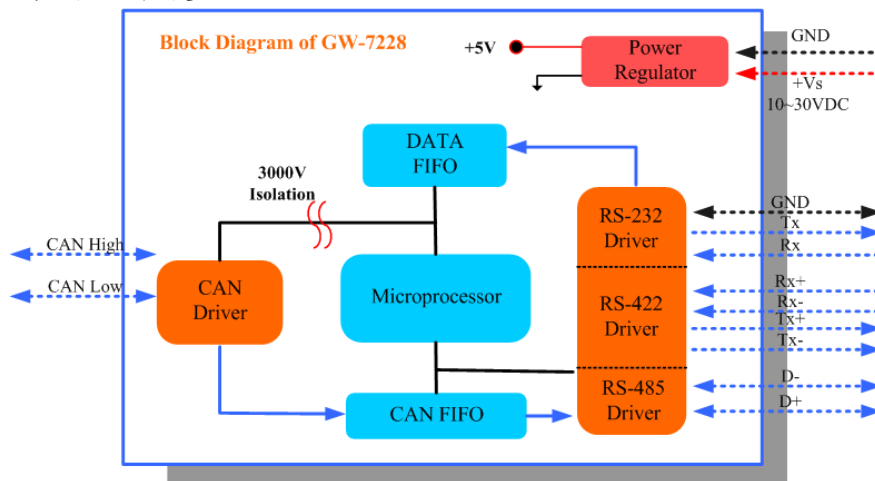 Block Diagram of GW-7228
+5V
Power
Regulator
GND
+Vs
10~30VDC
DATA
FIFO
3000V
Isolation
CAN High
CAN Low
CAN
Driver
Microprocessor
CAN FIFO
RS-232
Driver
RS-422
Driver
RS-485
Driver
GND
Tx
Rx
Rx+
Rx-
Tx+
Tx-
D-
D+